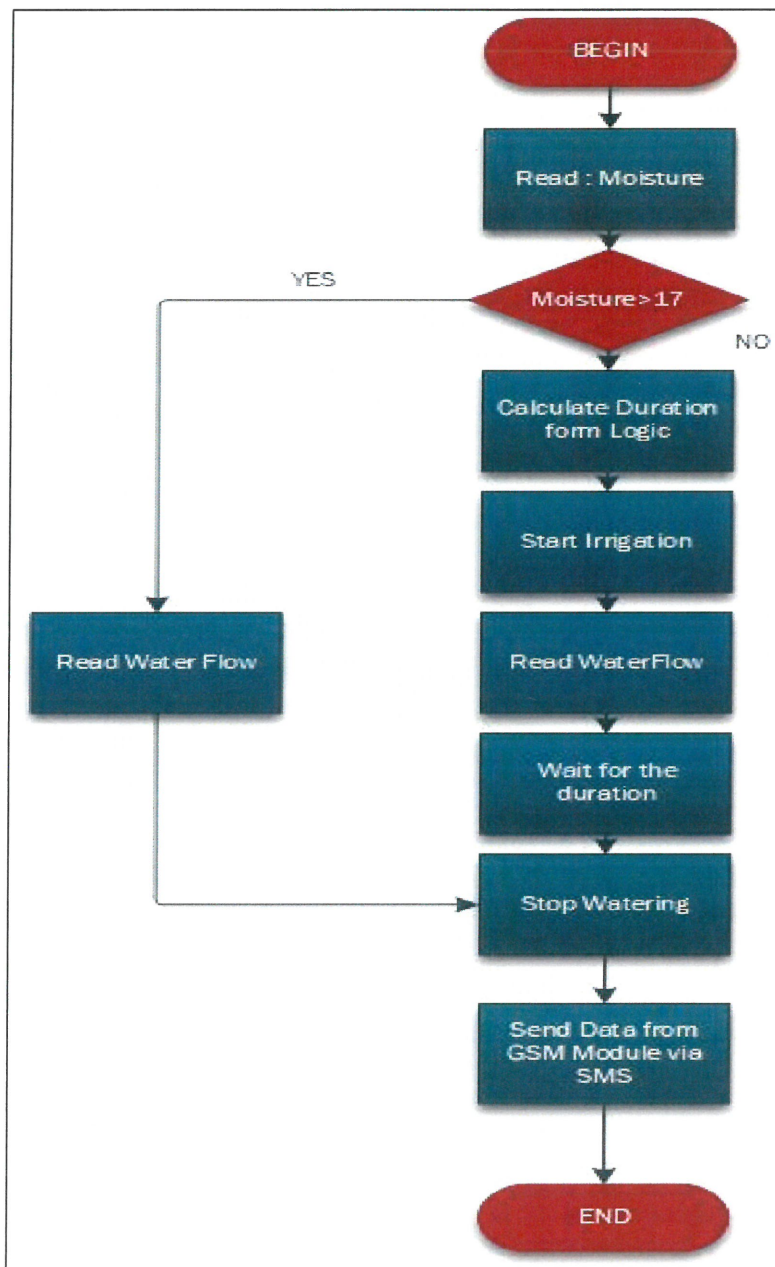 BEGIN
Read : Moisture
YES
Moisture>17
NO
Calculate Duration
form Logic
Start Irrigation
Read Water Flow
Read WaterFlow
Wait for the
duration
Stop Watering
Send Data from
GSM Module via
SMS
END